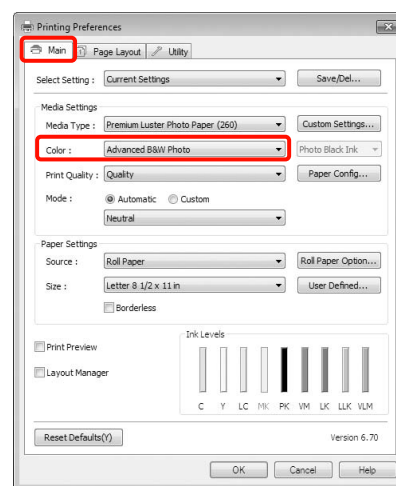 Printing Preferences
Main Page Layout Utility
Select Setting : Current Settings Save/Del...
Media Settings
Media Type : Premium Luster Photo Paper (260) Custom Settings...
Color : Advanced B&W Photo Photo Black Ink
Print Quality : Quality Paper Config...
Mode : Automatic Custom
Neutral
Paper Settings
Source : Roll Paper Roll Paper Option...
Size : Letter 8 1/2 x 11 in User Defined...
Borderless
Ink Levels
Print Preview
Layout Manager
C Y LC MK PK VM LK LLK VLM
Reset Defaults(Y) Version 6.70
OK Cancel Help